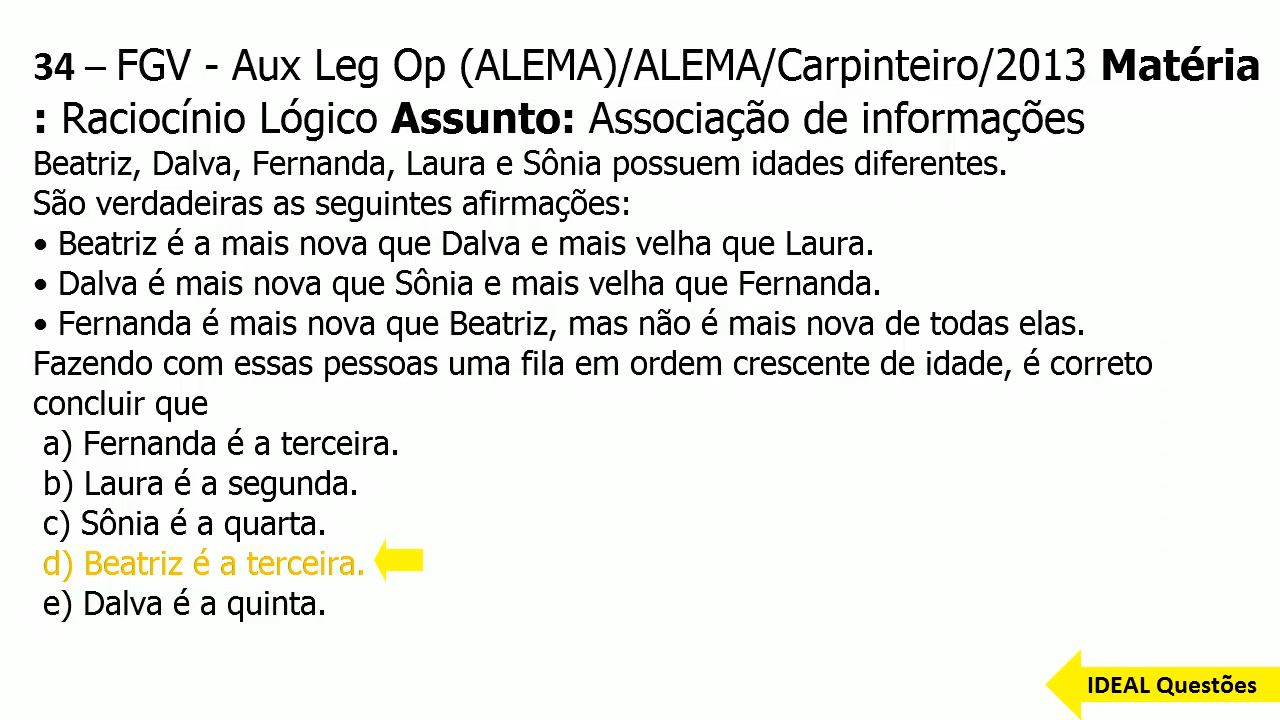 34 – FGV - Aux Leg Op (ALEMA)/ALEMA/Carpinteiro/2013 Matéria
: Raciocínio Lógico Assunto: Associação de informações
Beatriz, Dalva, Fernanda, Laura e Sônia possuem idades diferentes.
São verdadeiras as seguintes afirmações:
• Beatriz é a mais nova que Dalva e mais velha que Laura.
• Dalva é mais nova que Sônia e mais velha que Fernanda.
• Fernanda é mais nova que Beatriz, mas não é mais nova de todas elas.
Fazendo com essas pessoas uma fila em ordem crescente de idade, é correto
concluir que
a) Fernanda é a terceira.
b) Laura é a segunda.
c) Sônia é a quarta.
d) Beatriz é a terceira.
e) Dalva é a quinta.
IDEAL Questões